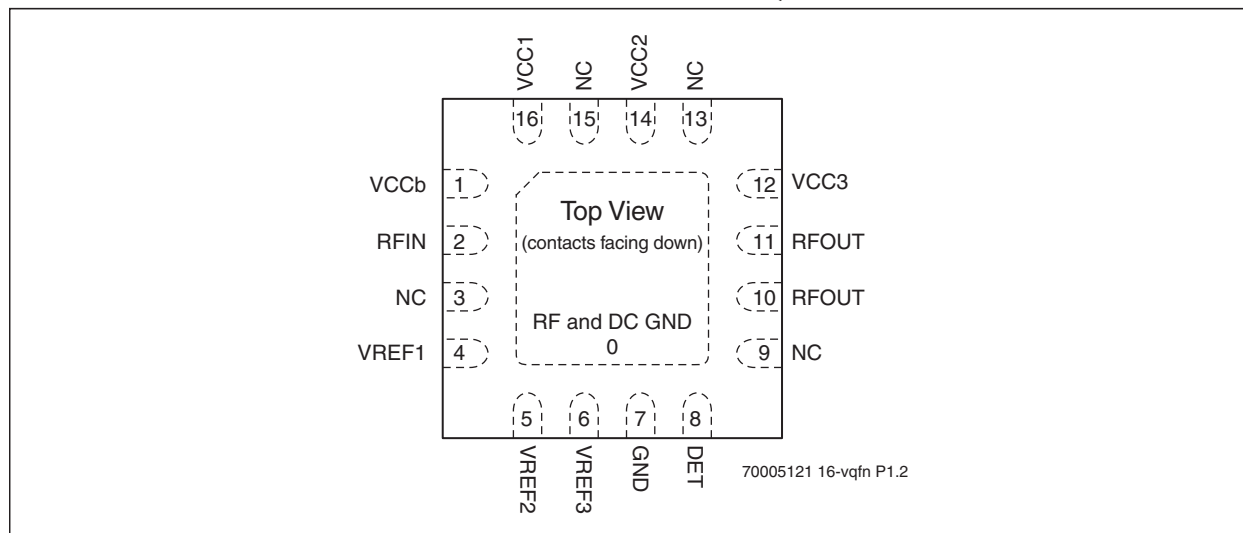 VCC1
NC
VCC2
NC
16
15
14
13
VCCb 1
RFIN 2
NC 3
VREF1 4
Top View
(contacts facing down)
RF and DC GND
0
12 VCC3
11 RFOUT
10 RFOUT
9 NC
5
6
7
8
VREF2
VREF3
GND
DET
70005121 16-vqfn P1.2